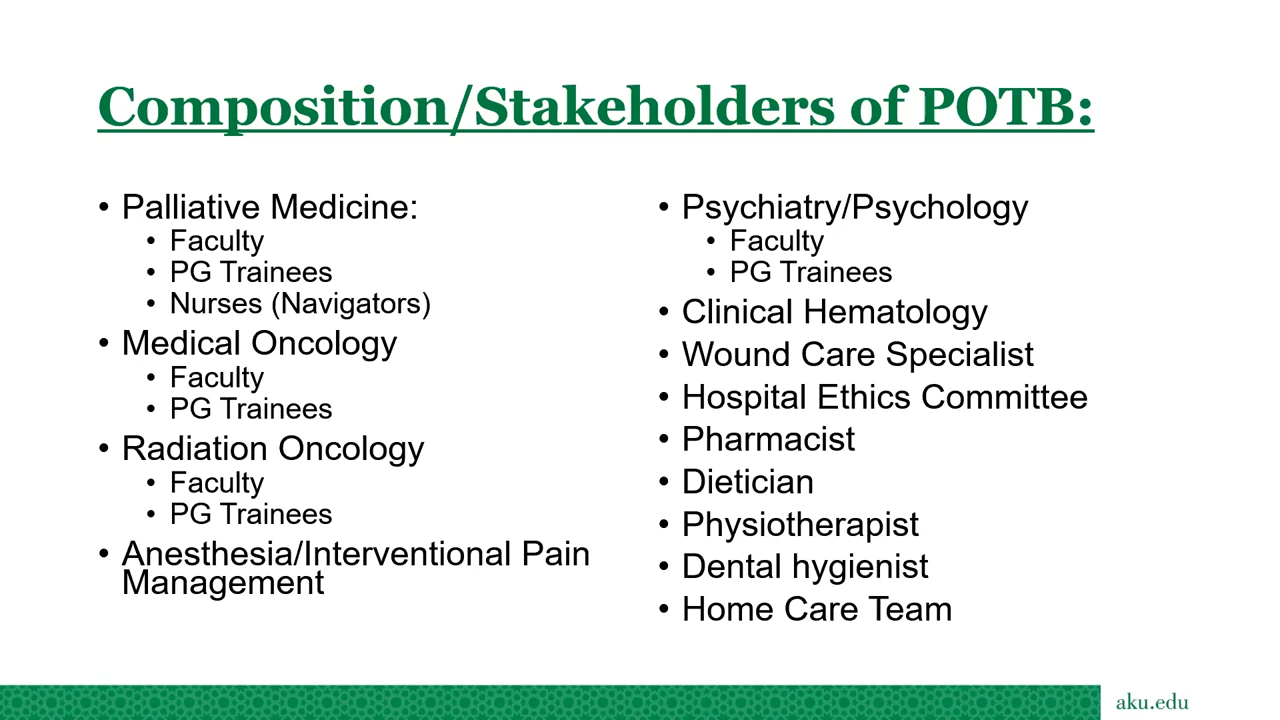 Composition/Stakeholders of POTB:
• Palliative Medicine:
• Faculty
• PG Trainees
• Nurses (Navigators)
• Medical Oncology
• Faculty
• PG Trainees
• Radiation Oncology
• Faculty
• PG Trainees
• Anesthesia/Interventional Pain
Management
• Psychiatry/Psychology
• Faculty
• PG Trainees
• Clinical Hematology
• Wound Care Specialist
• Hospital Ethics Committee
• Pharmacist
• Dietician
• Physiotherapist
• Dental hygienist
• Home Care Team
aku.edu